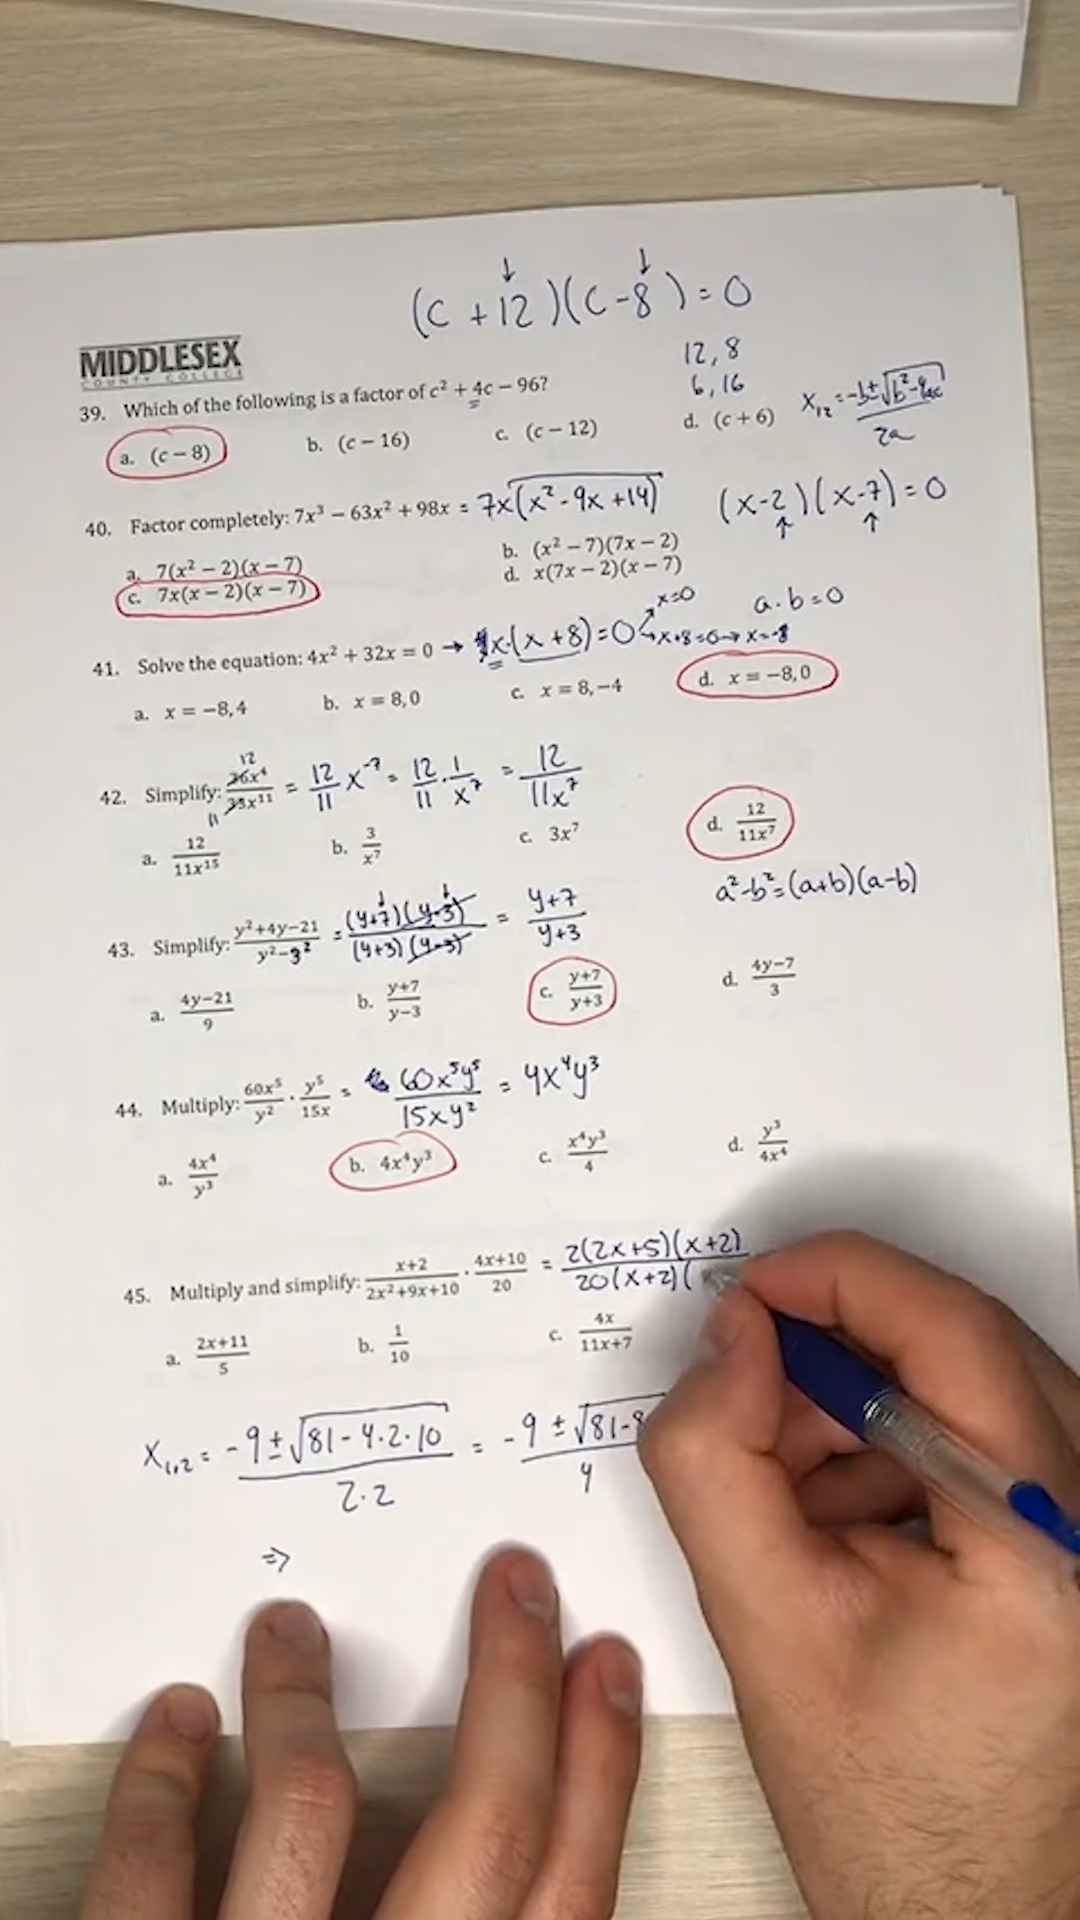 (c + 12)(c - 8) = 0
MIDDLESEX
COUNTY COLLEGE
12, 8
6, 16
39. Which of the following is a factor of c² + 4c − 96?
a. (c − 8) b. (c − 16) c. (c − 12) d. (c + 6)
40. Factor completely: 7x³ − 63x² + 98x = 7x(x² - 9x + 14) (x-2)(x-7) = 0
a. 7(x² − 2)(x − 7) b. (x² − 7)(7x − 2)
c. 7x(x − 2)(x − 7) d. x(7x − 2)(x − 7)
x=0 a·b=0
41. Solve the equation: 4x² + 32x = 0 → x·(x + 8) = 0 → x+8=0 → x=-8
a. x = −8, 4 b. x = 8, 0 c. x = 8, −4 d. x = −8, 0
12
42. Simplify: 36x⁴/33x¹¹ = 12/11 x⁻⁷ = 12/11 · 1/x⁷ = 12/11x⁷
11
a. 12/11x¹⁵ b. 3/x⁷ c. 3x⁷ d. 12/11x⁷
a²-b²=(a+b)(a-b)
43. Simplify: y²+4y−21/y²−3² = (y+7)(y-3)/(y+3)(y-3) = y+7/y+3
a. 4y−21/9 b. y+7/y−3 c. y+7/y+3 d. 4y−7/3
44. Multiply: 60x⁵/y² · y⁵/15x = 60x⁵y⁵/15xy² = 4x⁴y³
a. 4x⁴/y³ b. 4x⁴y³ c. x⁴y³/4 d. y³/4x⁴
45. Multiply and simplify: x+2/2x²+9x+10 · 4x+10/20 = 2(2x+5)(x+2)/20(x+2)(
a. 2x+11/5 b. 1/10 c. 4x/11x+7
x₁,₂ = -9±√81-4·2·10/2·2 = -9±√81-8/4
⇒